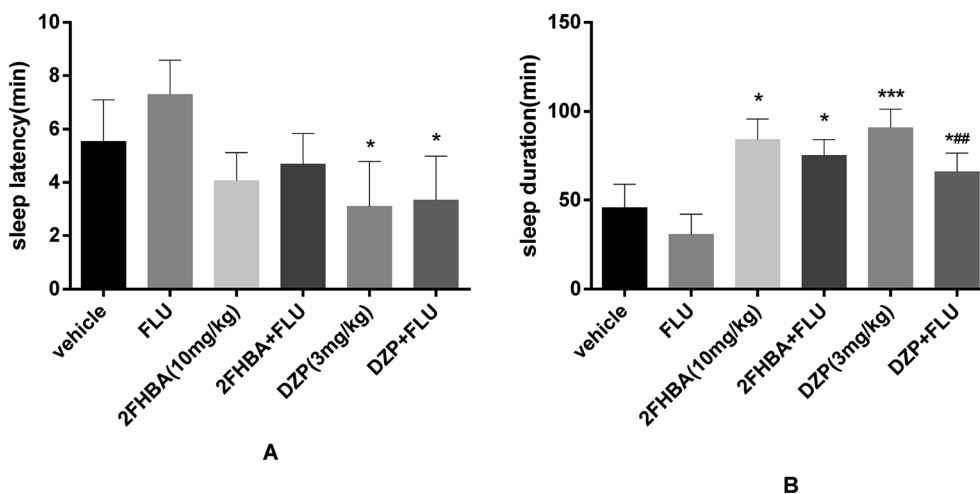 sleep latency(min)
10
8
6
4
2
0
*
*
vehicle
FLU
2FHBA(10mg/kg)
2FHBA+FLU
DZP(3mg/kg)
DZP+FLU
A
sleep duration(min)
150
100
50
0
*
*
***
*##
vehicle
FLU
2FHBA(10mg/kg)
2FHBA+FLU
DZP(3mg/kg)
DZP+FLU
B